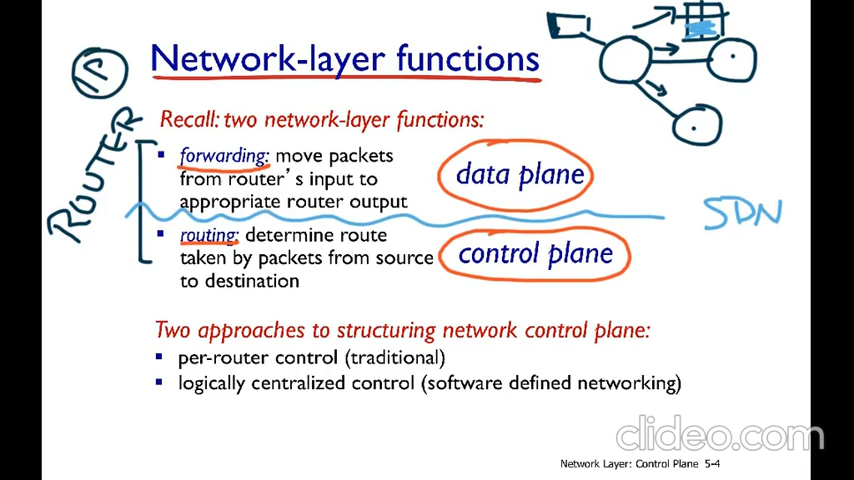 Network-layer functions
IP
ROUTER
Recall: two network-layer functions:
forwarding: move packets
from router's input to
appropriate router output
data plane
SDN
routing: determine route
taken by packets from source
to destination
control plane
Two approaches to structuring network control plane:
per-router control (traditional)
logically centralized control (software defined networking)
clideo.com
Network Layer: Control Plane 5-4